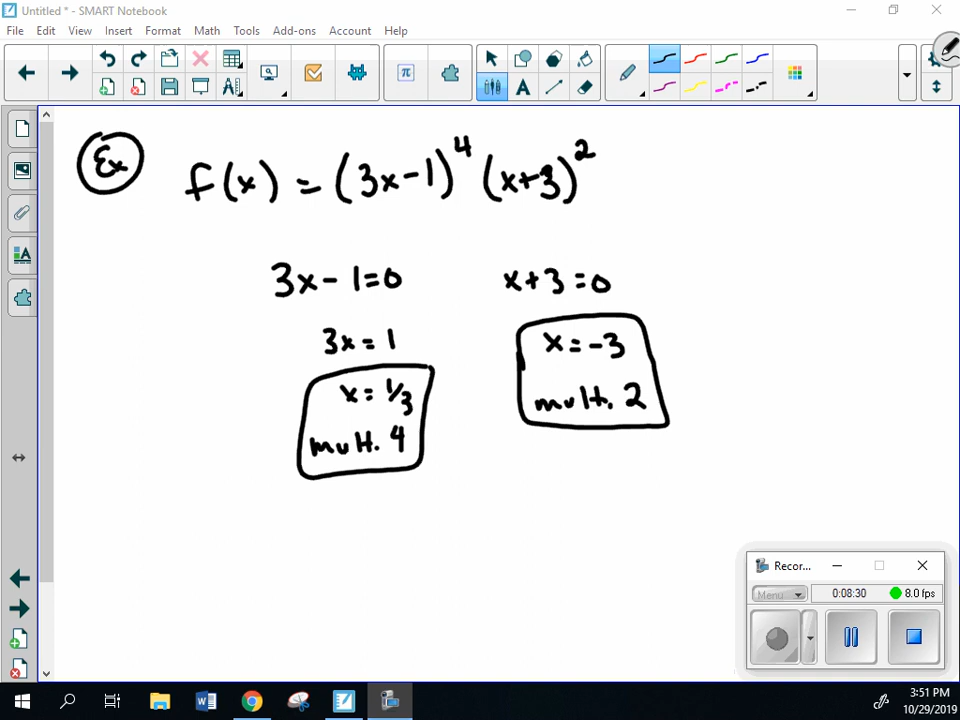 Untitled * - SMART Notebook
File Edit View Insert Format Math Tools Add-ons Account Help
π
A
Ex
f(x) = (3x-1)^4 (x+3)^2
3x-1=0
x+3=0
3x=1
x=-3
x=1/3
mult. 2
mult. 4
Recor...
Menu
0:08:30
8.0 fps
3:51 PM
10/29/2019